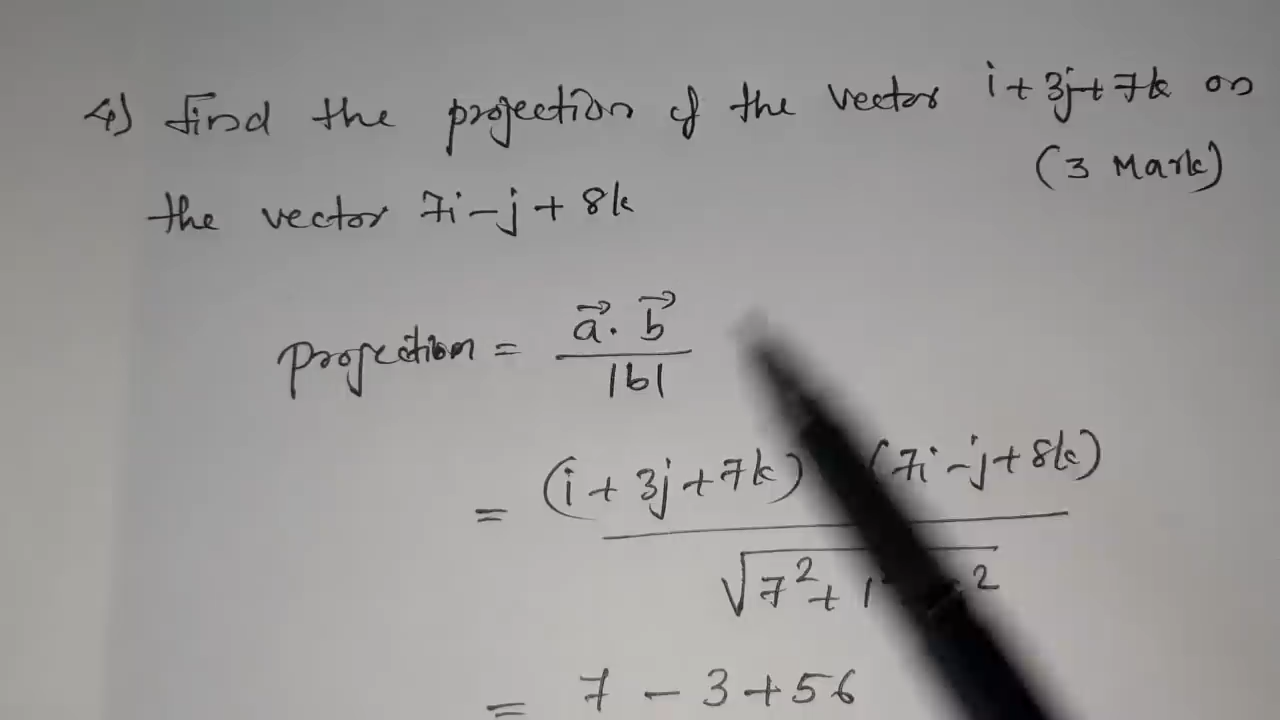 4) Find the projection of the vector i + 3j + 7k on
(3 Mark)
the vector 7i - j + 8k
projection = a⃗ . b⃗ / |b|
= (i + 3j + 7k) (7i - j + 8k)
√7² + 1 ²
= 7 - 3 + 56